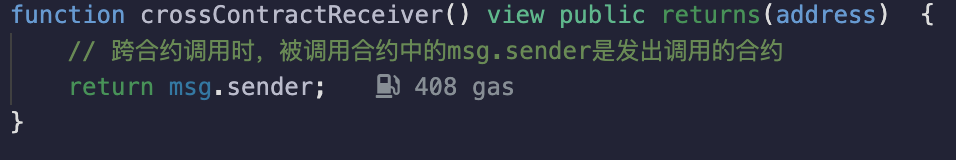 function crossContractReceiver() view public returns(address)  {
    // 跨合约调用时，被调用合约中的msg.sender是发出调用的合约
    return msg.sender;   408 gas
}